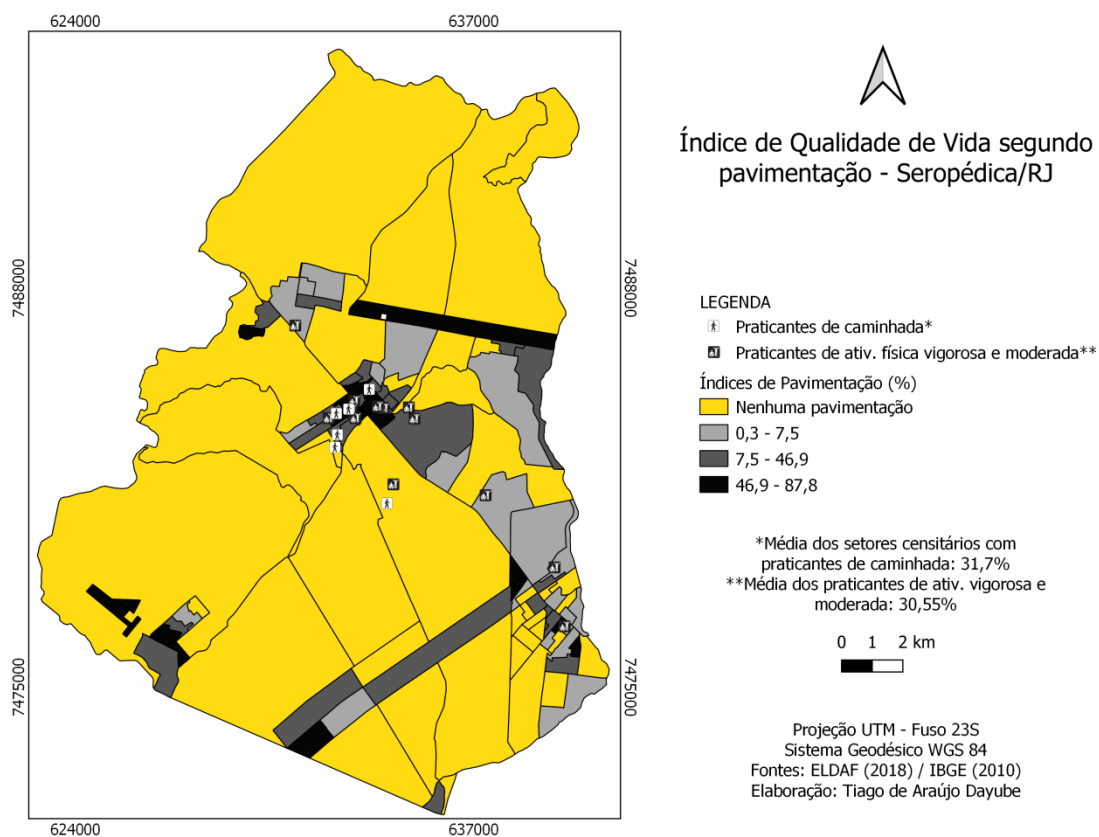 624000
637000
7488000
7488000
7475000
7475000
624000
637000
Índice de Qualidade de Vida segundo
pavimentação - Seropédica/RJ
LEGENDA
Praticantes de caminhada*
Praticantes de ativ. física vigorosa e moderada**
Índices de Pavimentação (%)
Nenhuma pavimentação
0,3 - 7,5
7,5 - 46,9
46,9 - 87,8
*Média dos setores censitários com
praticantes de caminhada: 31,7%
**Média dos praticantes de ativ. vigorosa e
moderada: 30,55%
0 1 2 km
Projeção UTM - Fuso 23S
Sistema Geodésico WGS 84
Fontes: ELDAF (2018) / IBGE (2010)
Elaboração: Tiago de Araújo Dayube